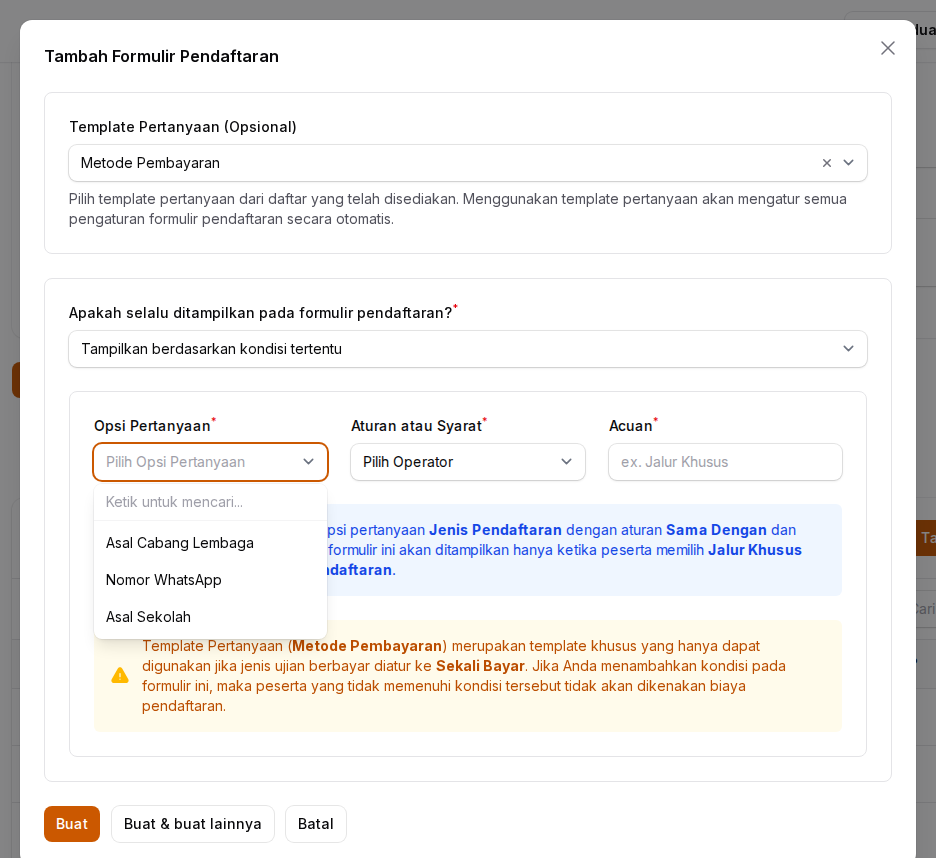 Tambah Formulir Pendaftaran
Template Pertanyaan (Opsional)
Metode Pembayaran
Pilih template pertanyaan dari daftar yang telah disediakan. Menggunakan template pertanyaan akan mengatur semua
pengaturan formulir pendaftaran secara otomatis.
Apakah selalu ditampilkan pada formulir pendaftaran?*
Tampilkan berdasarkan kondisi tertentu
Opsi Pertanyaan*
Aturan atau Syarat*
Acuan*
Pilih Opsi Pertanyaan
Pilih Operator
ex. Jalur Khusus
Ketik untuk mencari...
Asal Cabang Lembaga
Nomor WhatsApp
Asal Sekolah
psi pertanyaan Jenis Pendaftaran dengan aturan Sama Dengan dan
formulir ini akan ditampilkan hanya ketika peserta memilih Jalur Khusus
ndaftaran.
Template Pertanyaan (Metode Pembayaran) merupakan template khusus yang hanya dapat
digunakan jika jenis ujian berbayar diatur ke Sekali Bayar. Jika Anda menambahkan kondisi pada
formulir ini, maka peserta yang tidak memenuhi kondisi tersebut tidak akan dikenakan biaya
pendaftaran.
Buat
Buat & buat lainnya
Batal
Ta
Cari